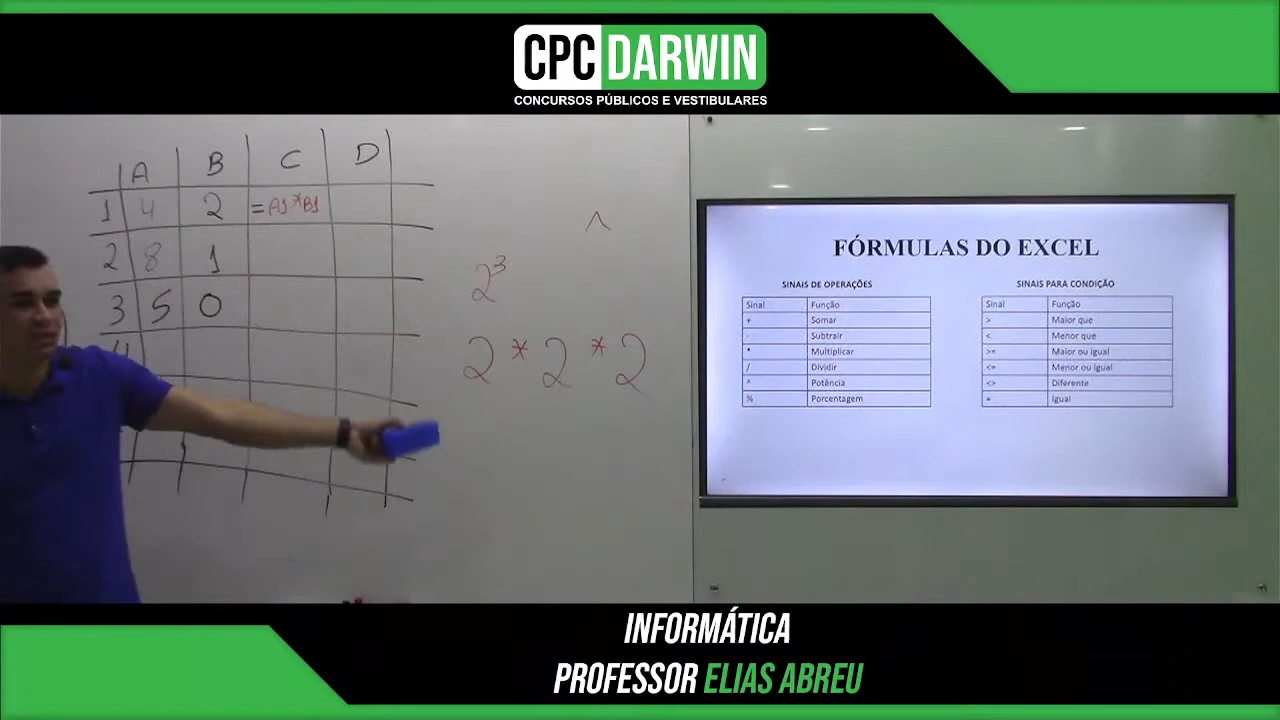 CPC DARWIN
CONCURSOS PÚBLICOS E VESTIBULARES
A B C D
1 4 2 =A1*B1
2 8 1
3 5 0
4
^
2³
2 * 2 * 2
FÓRMULAS DO EXCEL
SINAIS DE OPERAÇÕES
Sinal Função
+ Somar
- Subtrair
* Multiplicar
/ Dividir
^ Potência
% Porcentagem
SINAIS PARA CONDIÇÃO
Sinal Função
> Maior que
< Menor que
>= Maior ou igual
<= Menor ou igual
<> Diferente
= Igual
INFORMÁTICA
PROFESSOR ELIAS ABREU